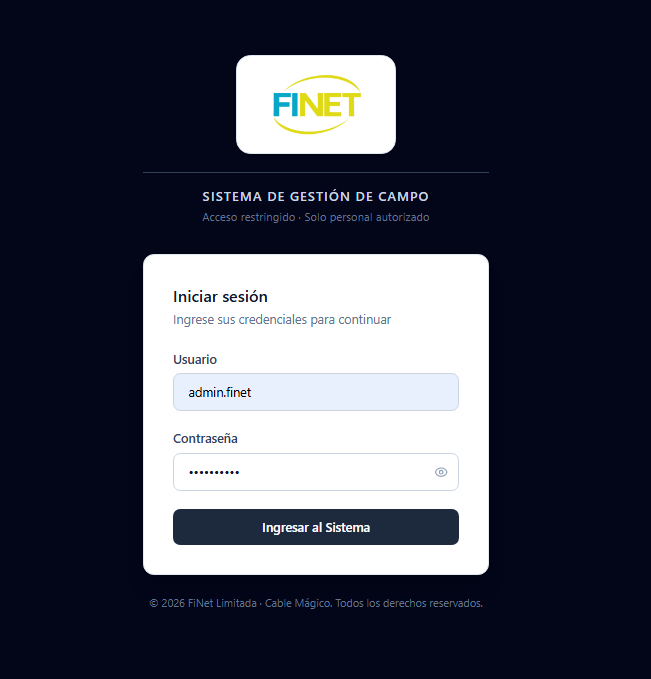 FINET
SISTEMA DE GESTIÓN DE CAMPO
Acceso restringido · Solo personal autorizado
Iniciar sesión
Ingrese sus credenciales para continuar
Usuario
admin.finet
Contraseña
••••••••••
Ingresar al Sistema
© 2026 FiNet Limitada · Cable Mágico. Todos los derechos reservados.